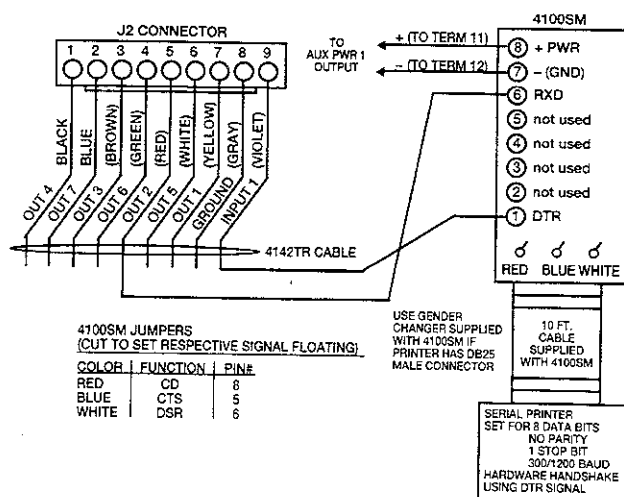 J2 CONNECTOR
1 2 3 4 5 6 7 8 9
BLACK
BLUE
(BROWN)
(GREEN)
(RED)
(WHITE)
(YELLOW)
(GRAY)
(VIOLET)
OUT 4
OUT 7
OUT 3
OUT 6
OUT 2
OUT 5
OUT 1
GROUND
INPUT 1
4142TR CABLE
TO
AUX PWR 1
OUTPUT
+ (TO TERM 11)
– (TO TERM 12)
4100SM
8 + PWR
7 – (GND)
6 RXD
5 not used
4 not used
3 not used
2 not used
1 DTR
RED BLUE WHITE
4100SM JUMPERS
(CUT TO SET RESPECTIVE SIGNAL FLOATING)
COLOR FUNCTION PIN#
RED CD 8
BLUE CTS 5
WHITE DSR 6
USE GENDER
CHANGER SUPPLIED
WITH 4100SM IF
PRINTER HAS DB25
MALE CONNECTOR
10 FT.
CABLE
SUPPLIED
WITH 4100SM
SERIAL PRINTER
SET FOR 8 DATA BITS
NO PARITY
1 STOP BIT
300/1200 BAUD
HARDWARE HANDSHAKE
USING DTR SIGNAL